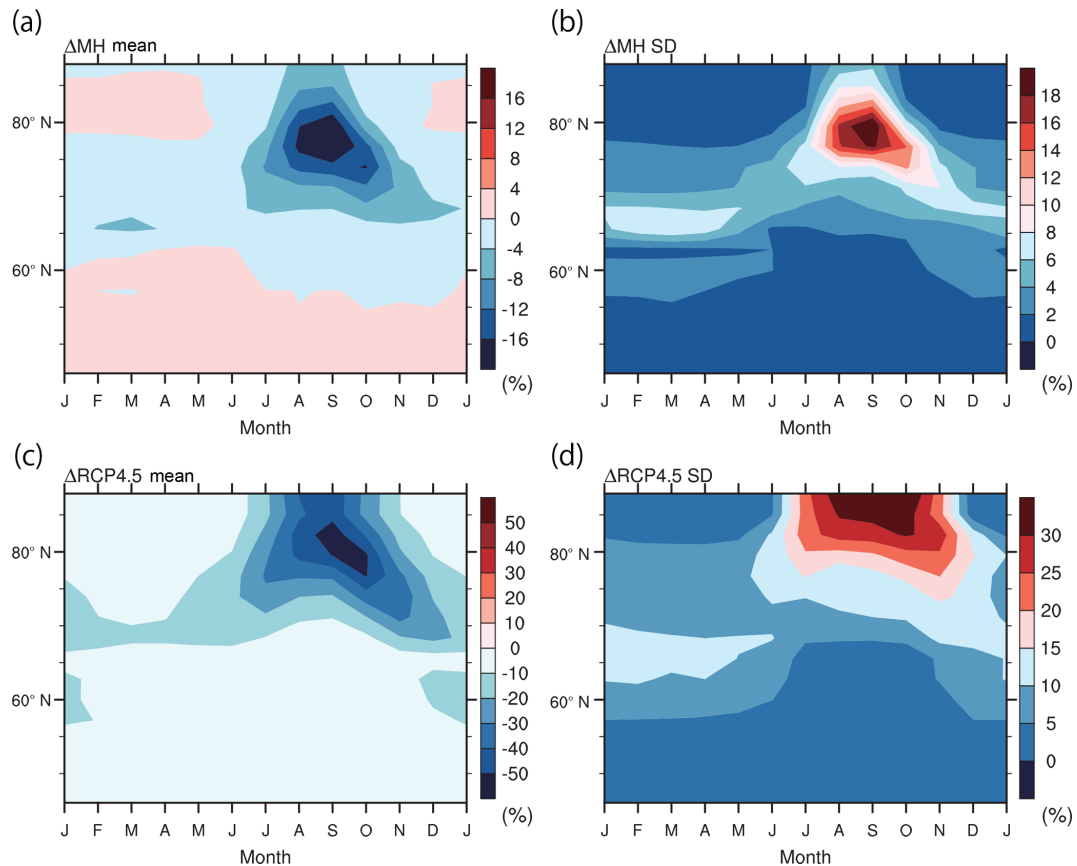 (a)
ΔMH mean
80° N
60° N
J F M A M J J A S O N D J
Month
16
12
8
4
0
-4
-8
-12
-16
(%)
(b)
ΔMH SD
80° N
60° N
J F M A M J J A S O N D J
Month
18
16
14
12
10
8
6
4
2
0
(%)
(c)
ΔRCP4.5 mean
80° N
60° N
J F M A M J J A S O N D J
Month
50
40
30
20
10
0
-10
-20
-30
-40
-50
(%)
(d)
ΔRCP4.5 SD
80° N
60° N
J F M A M J J A S O N D J
Month
30
25
20
15
10
5
0
(%)